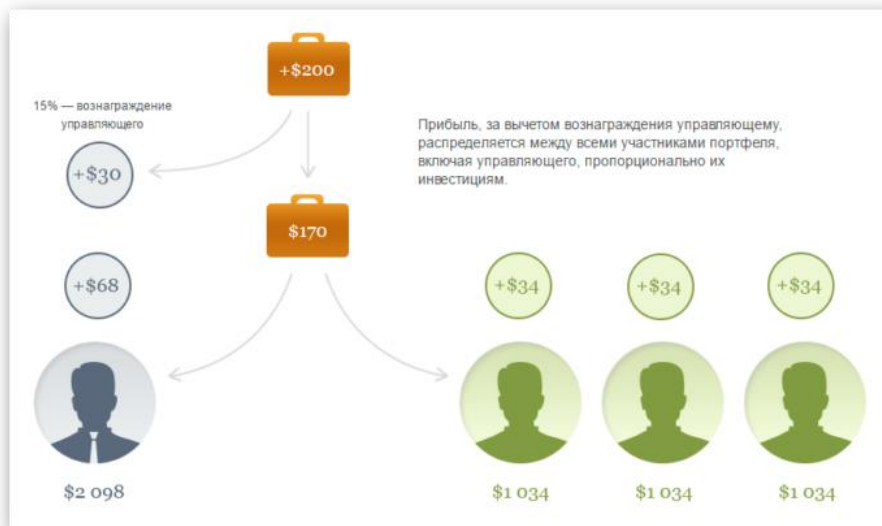 +$200
15% — вознаграждение
управляющего
Прибыль, за вычетом вознаграждения управляющему,
распределяется между всеми участниками портфеля,
включая управляющего, пропорционально их
инвестициям.
+$30
$170
+$68
+$34
+$34
+$34
$2 098
$1 034
$1 034
$1 034